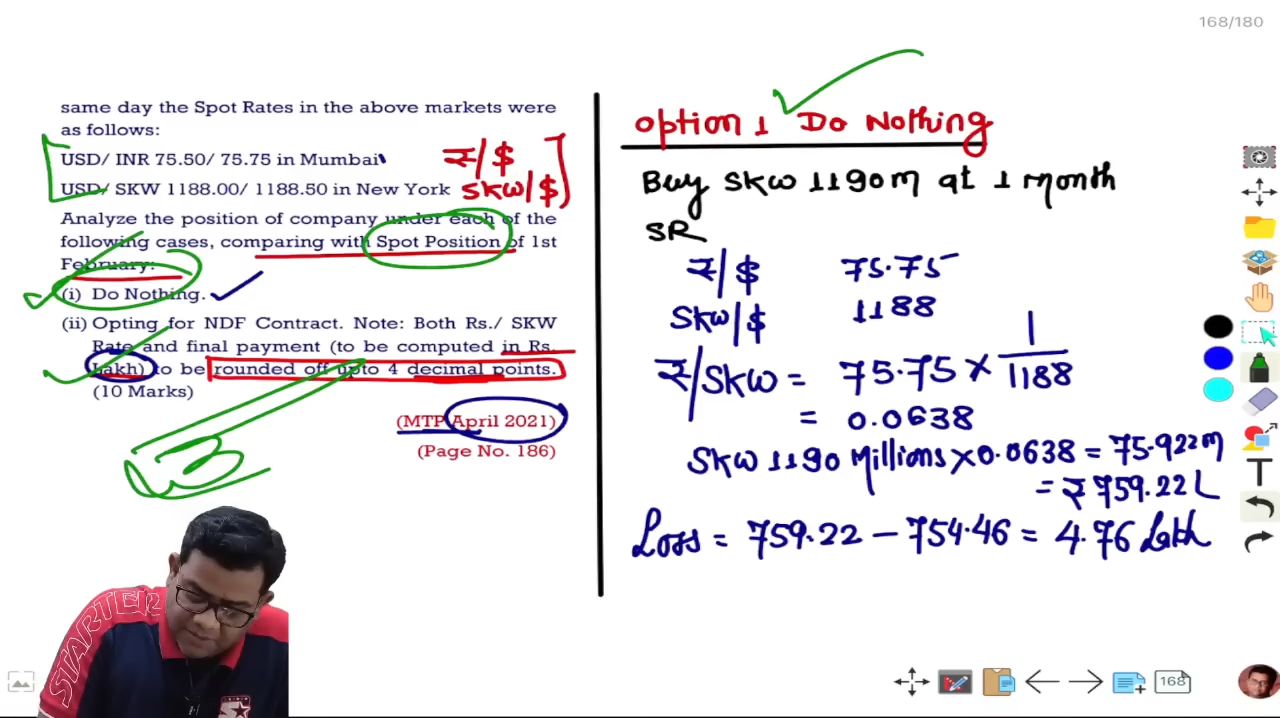 168/180
same day the Spot Rates in the above markets were
as follows:
USD/ INR 75.50/ 75.75 in Mumbai
₹/$
USD/ SKW 1188.00/ 1188.50 in New York
SKW/$
Analyze the position of company under each of the
following cases, comparing with Spot Position of 1st
February:
(i) Do Nothing.
(ii) Opting for NDF Contract. Note: Both Rs./ SKW
Rate and final payment (to be computed in Rs.
Lakh) to be rounded off upto 4 decimal points.
(10 Marks)
(MTP April 2021)
(Page No. 186)
3
STARTER
Option 1 Do Nothing
Buy SKW 1190m at 1 month
SR
₹/$ 75.75
SKW/$ 1188
₹/SKW = 75.75 × 1/1188
= 0.0638
SKW 1190 Millions × 0.0638 = 75.922m
= ₹759.22L
Loss = 759.22 – 754.46 = 4.76 Lakh
T
168